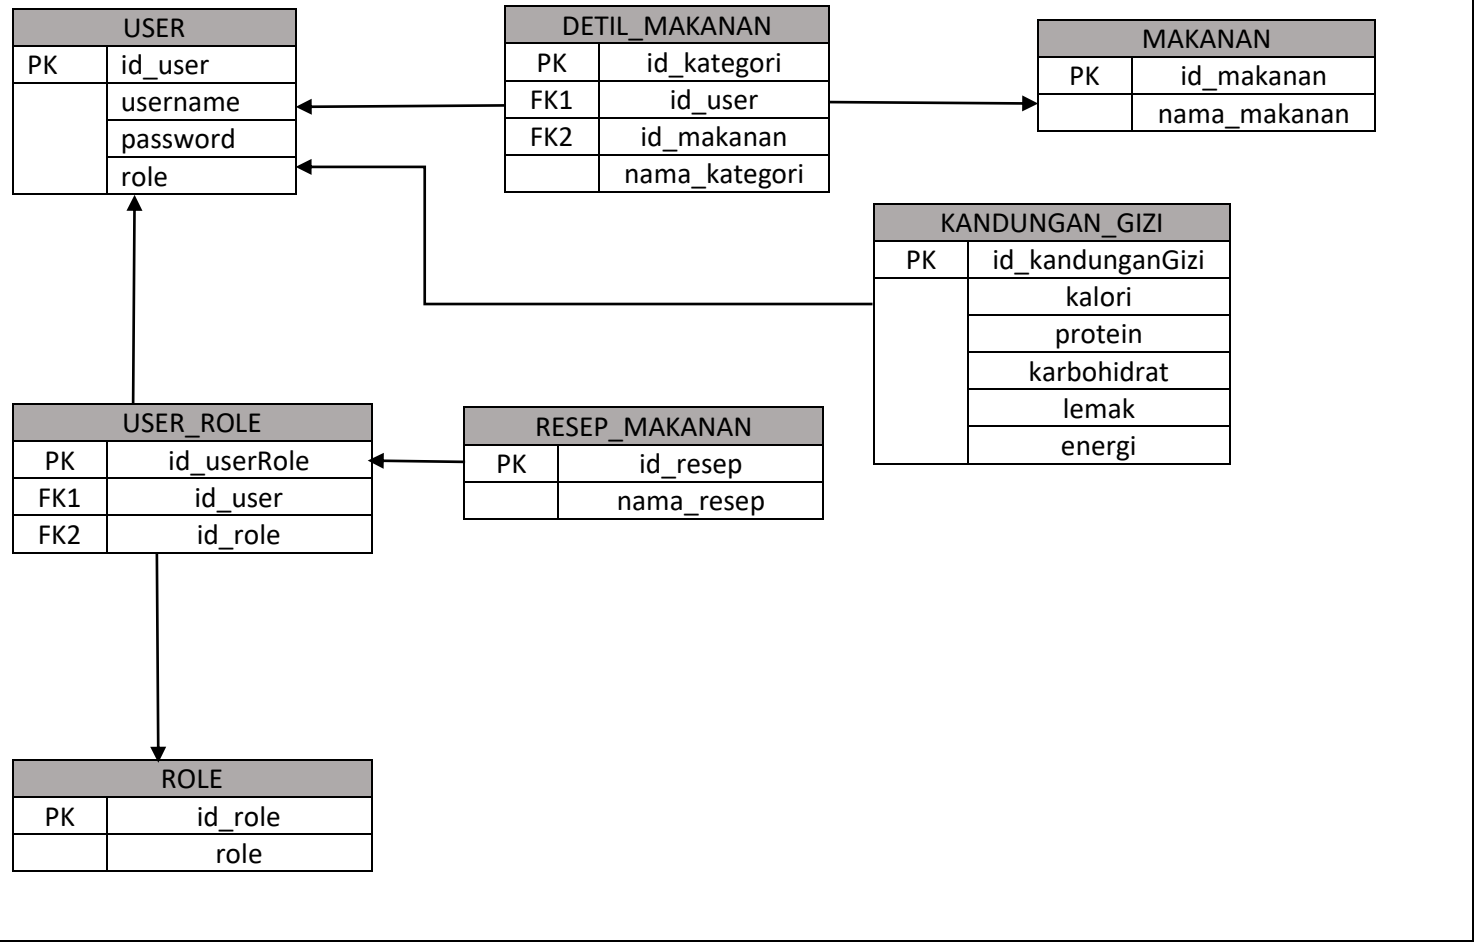 USER
PK id_user
username
password
role
DETIL_MAKANAN
PK id_kategori
FK1 id_user
FK2 id_makanan
nama_kategori
MAKANAN
PK id_makanan
nama_makanan
KANDUNGAN_GIZI
PK id_kandunganGizi
kalori
protein
karbohidrat
lemak
energi
USER_ROLE
PK id_userRole
FK1 id_user
FK2 id_role
RESEP_MAKANAN
PK id_resep
nama_resep
ROLE
PK id_role
role